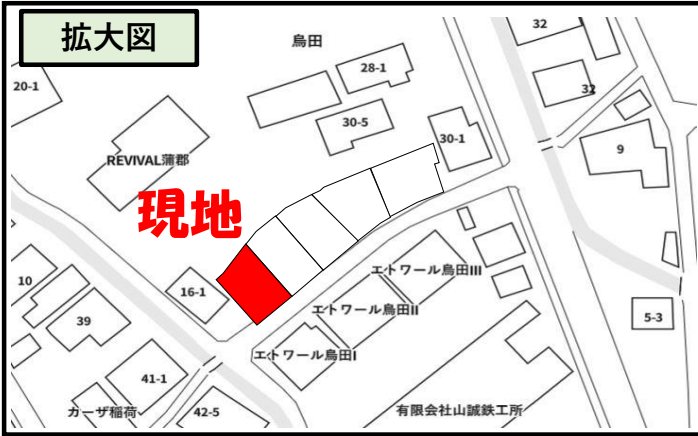 拡大図
鳥田
32
28-1
20-1
32
30-5
30-1
9
REVIVAL蒲郡
現地
エトワール鳥田III
10
16-1
エトワール鳥田II
39
5-3
エトワール鳥田I
41-1
カーザ稲荷
42-5
有限会社山誠鉄工所